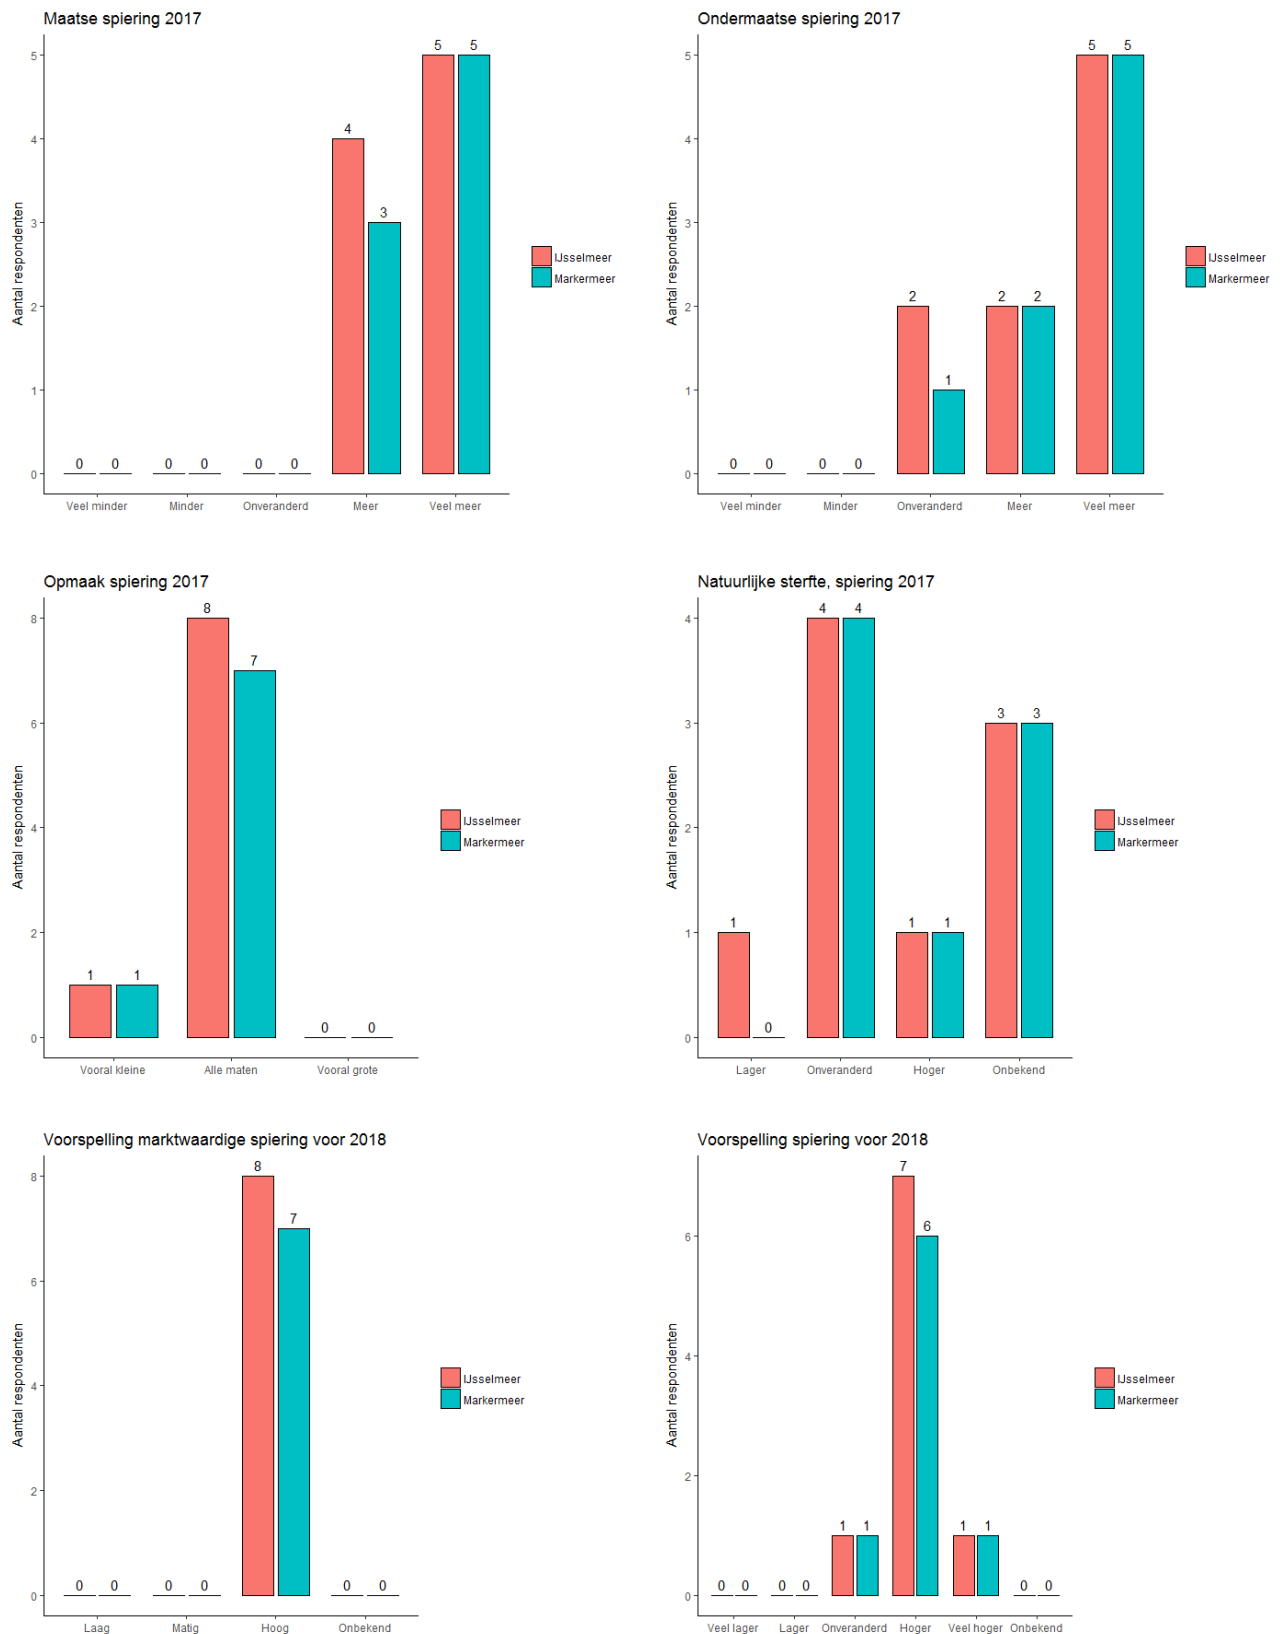 Maatse spiering 2017
5 5
5
4
4
3
3
Aantal respondenten
2
1
0 0 0 0 0 0
0
Veel minder Minder Onveranderd Meer Veel meer
IJsselmeer
Markermeer
Ondermaatse spiering 2017
5 5
5
4
3
Aantal respondenten
2 2 2
2
1
1
0 0 0 0
0
Veel minder Minder Onveranderd Meer Veel meer
IJsselmeer
Markermeer
Opmaak spiering 2017
8
8
7
6
Aantal respondenten
4
2
1 1
0 0
0
Vooral kleine Alle maten Vooral grote
IJsselmeer
Markermeer
Natuurlijke sterfte, spiering 2017
4 4
4
3 3
3
Aantal respondenten
2
1 1 1
1
0
0
Lager Onveranderd Hoger Onbekend
IJsselmeer
Markermeer
Voorspelling marktwaardige spiering voor 2018
8
8
7
6
Aantal respondenten
4
2
0 0 0 0 0 0
0
Laag Matig Hoog Onbekend
IJsselmeer
Markermeer
Voorspelling spiering voor 2018
7
6
6
Aantal respondenten
4
2
1 1 1 1
0 0 0 0 0 0
0
Veel lager Lager Onveranderd Hoger Veel hoger Onbekend
IJsselmeer
Markermeer